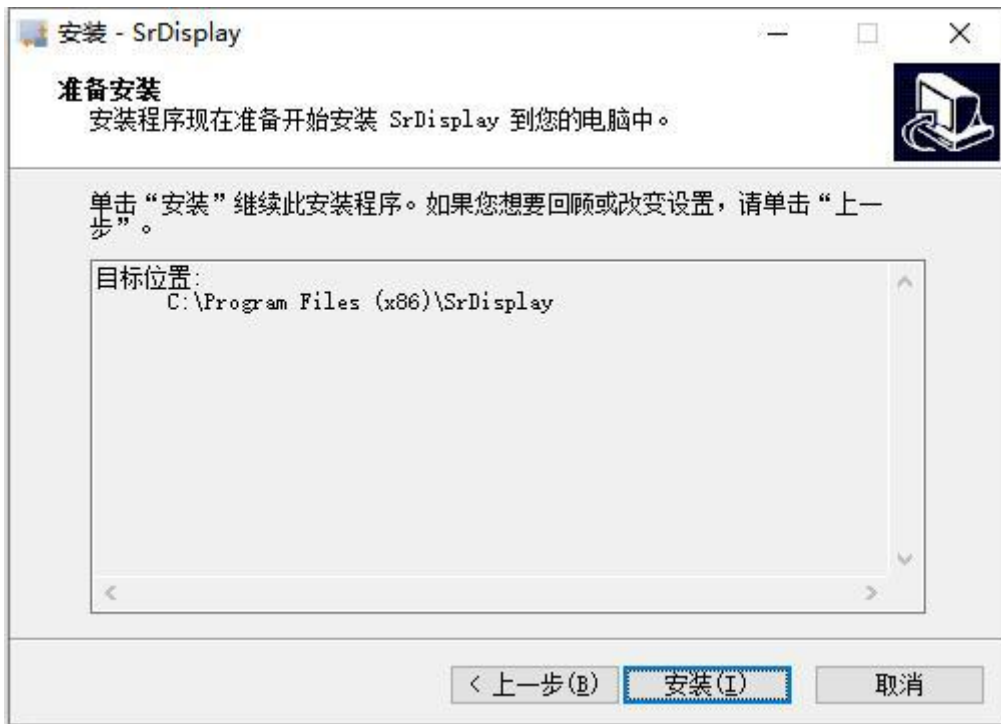 安装 - SrDisplay
准备安装
安装程序现在准备开始安装 SrDisplay 到您的电脑中。
单击“安装”继续此安装程序。如果您想要回顾或改变设置，请单击“上一
步”。
目标位置:
C:\Program Files (x86)\SrDisplay
< 上一步(B)
安装(I)
取消